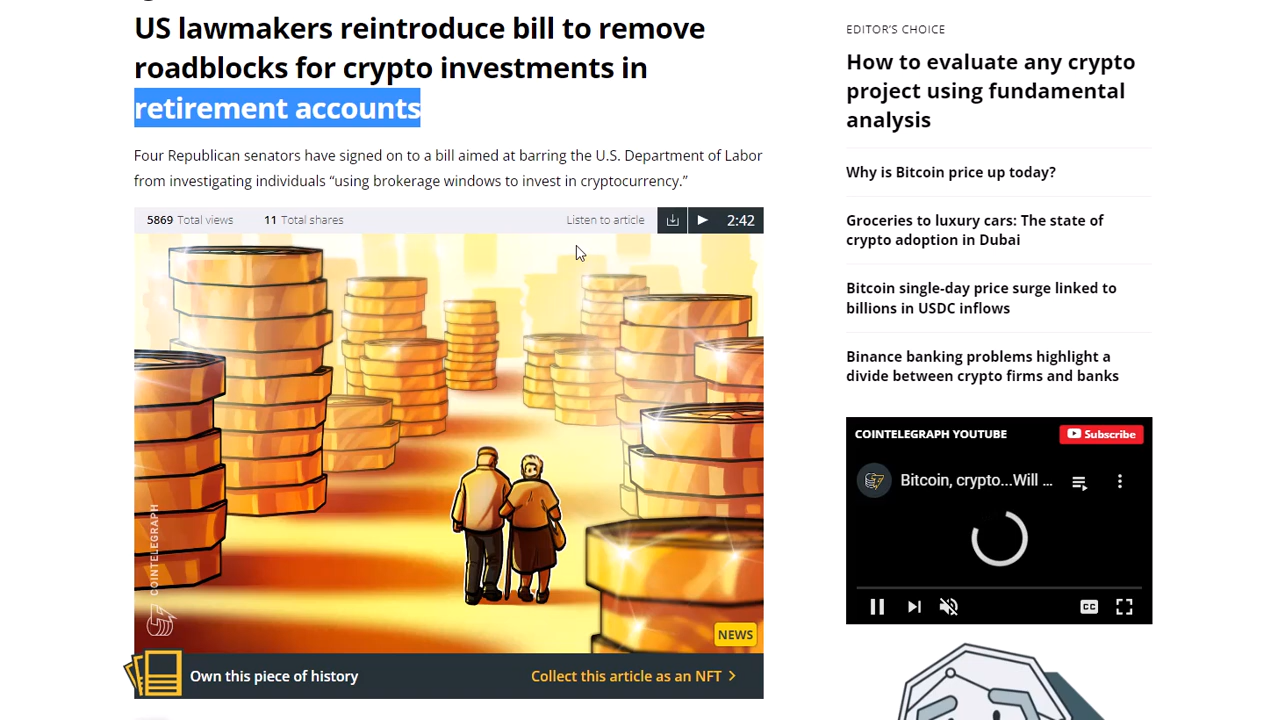 US lawmakers reintroduce bill to remove
roadblocks for crypto investments in
retirement accounts
Four Republican senators have signed on to a bill aimed at barring the U.S. Department of Labor
from investigating individuals “using brokerage windows to invest in cryptocurrency.”
5869 Total views 11 Total shares Listen to article 2:42
COINTELEGRAPH
NEWS
Own this piece of history Collect this article as an NFT
EDITOR’S CHOICE
How to evaluate any crypto
project using fundamental
analysis
Why is Bitcoin price up today?
Groceries to luxury cars: The state of
crypto adoption in Dubai
Bitcoin single-day price surge linked to
billions in USDC inflows
Binance banking problems highlight a
divide between crypto firms and banks
COINTELEGRAPH YOUTUBE Subscribe
Bitcoin, crypto...Will ...
CC